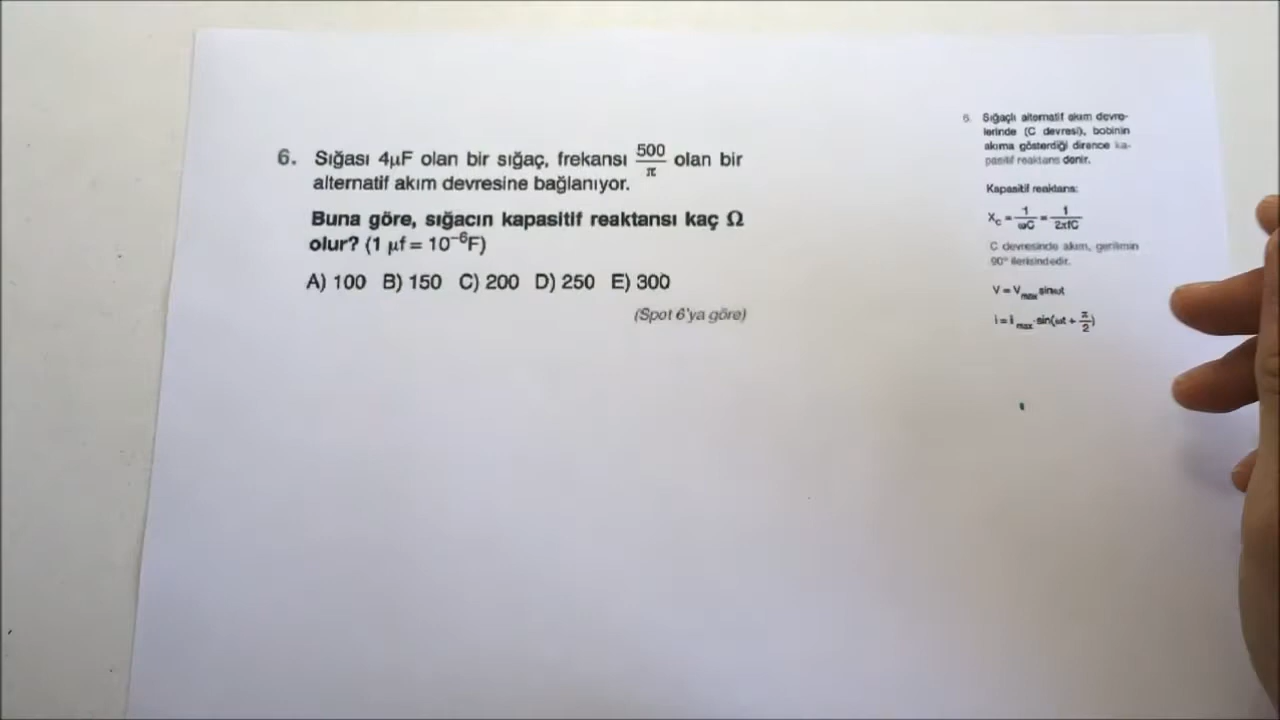 6. Sığası 4μF olan bir sığaç, frekansı 500/π olan bir
alternatif akım devresine bağlanıyor.
Buna göre, sığacın kapasitif reaktansı kaç Ω
olur? (1 μf = 10⁻⁶F)
A) 100 B) 150 C) 200 D) 250 E) 300
(Spot 6'ya göre)
6. Sığaçlı alternatif akım devre-
lerinde (C devresi), bobinin
akıma gösterdiği dirence ka-
pasitif reaktans denir.
Kapasitif reaktans:
X_c = 1/ωC = 1/2πfC
C devresinde akım, gerilimin
90° ilerisindedir.
V = V_max sinωt
i = i_max·sin(ωt + π/2)